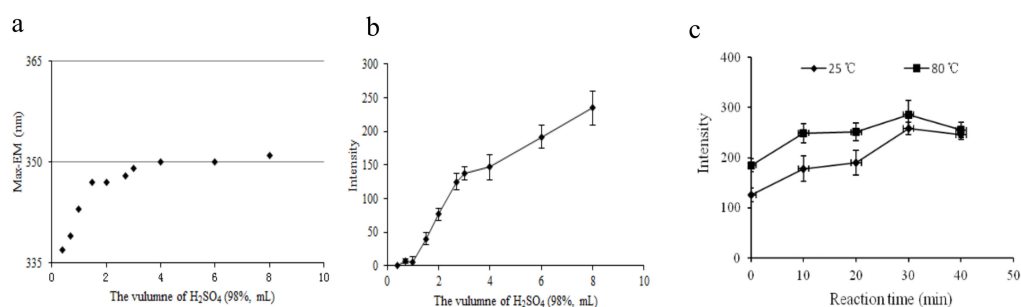 a
365
350
335
Max-EM (nm)
0 2 4 6 8 10
The vulumne of H₂SO₄ (98%, mL)
b
300
250
200
150
100
50
0
Intensity
0 2 4 6 8 10
The vulumne of H₂SO₄ (98%, mL)
c
25 ℃ 80 ℃
400
300
200
100
0
Intensity
0 10 20 30 40 50
Reaction time (min)